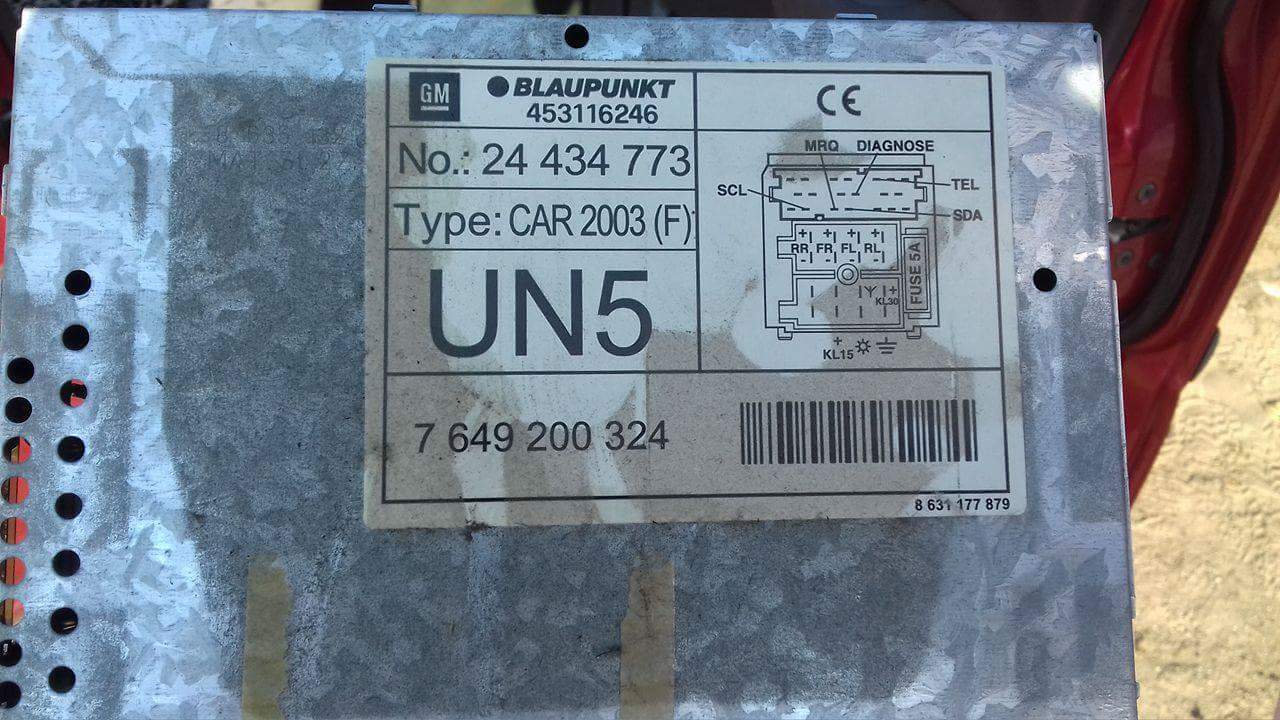 GM
BLAUPUNKT
453116246
No.: 24 434 773
Type: CAR 2003 (F)
UN5
CE
MRQ DIAGNOSE
SCL
TEL
SDA
+ + + +
RR FR FL RL
- - - -
FUSE 5A
+
KL30
+
KL15
7 649 200 324
8 631 177 879